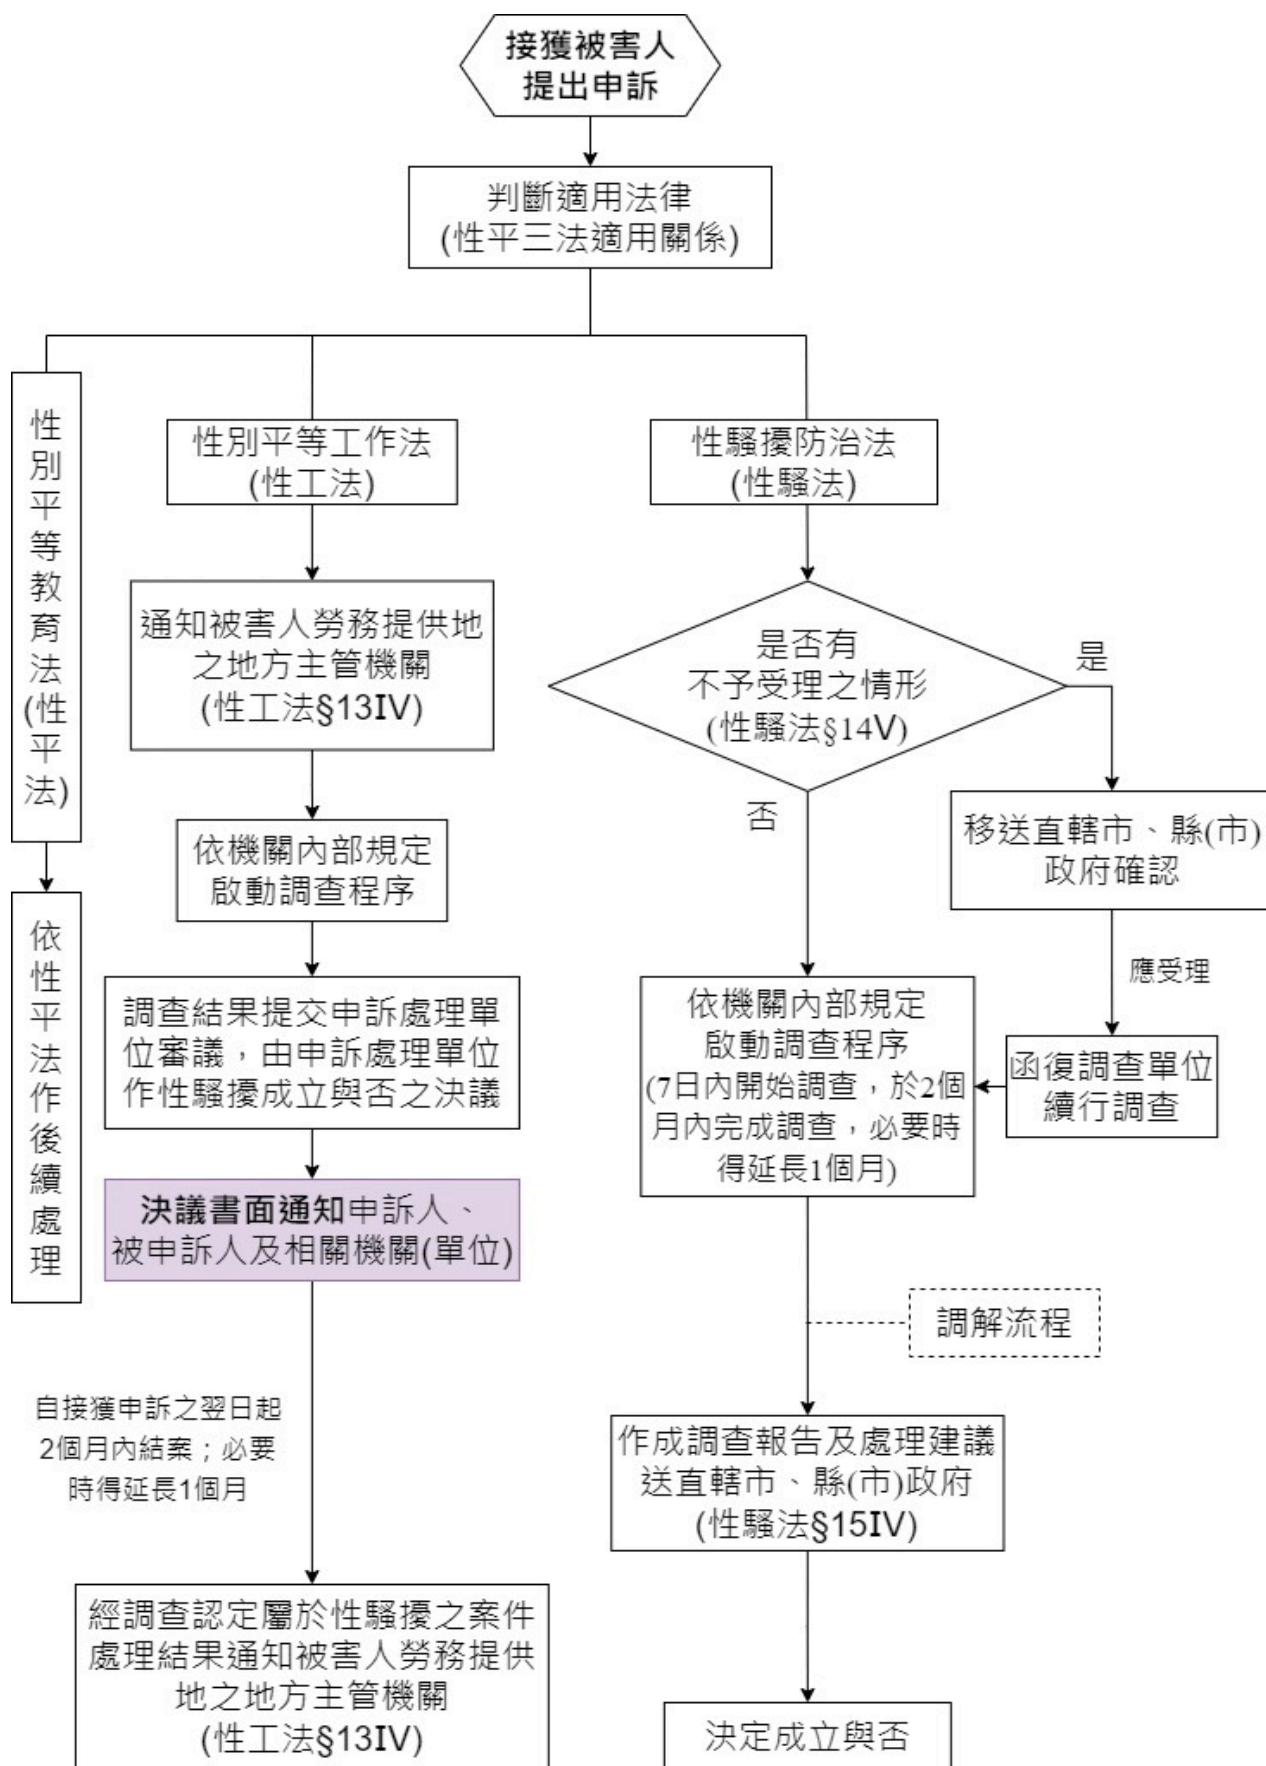 接獲被害人
提出申訴
判斷適用法律
(性平三法適用關係)
性別平等教育法(性平法)
依性平法作後續處理
性別平等工作法
(性工法)
通知被害人勞務提供地
之地方主管機關
(性工法§13IV)
依機關內部規定
啟動調查程序
調查結果提交申訴處理單
位審議，由申訴處理單位
作性騷擾成立與否之決議
決議書面通知申訴人、
被申訴人及相關機關(單位)
自接獲申訴之翌日起
2個月內結案；必要
時得延長1個月
經調查認定屬於性騷擾之案件
處理結果通知被害人勞務提供
地之地方主管機關
(性工法§13IV)
性騷擾防治法
(性騷法)
是否有
不予受理之情形
(性騷法§14V)
是
否
移送直轄市、縣(市)
政府確認
應受理
函復調查單位
續行調查
依機關內部規定
啟動調查程序
(7日內開始調查，於2個
月內完成調查，必要時
得延長1個月)
調解流程
作成調查報告及處理建議
送直轄市、縣(市)政府
(性騷法§15IV)
決定成立與否